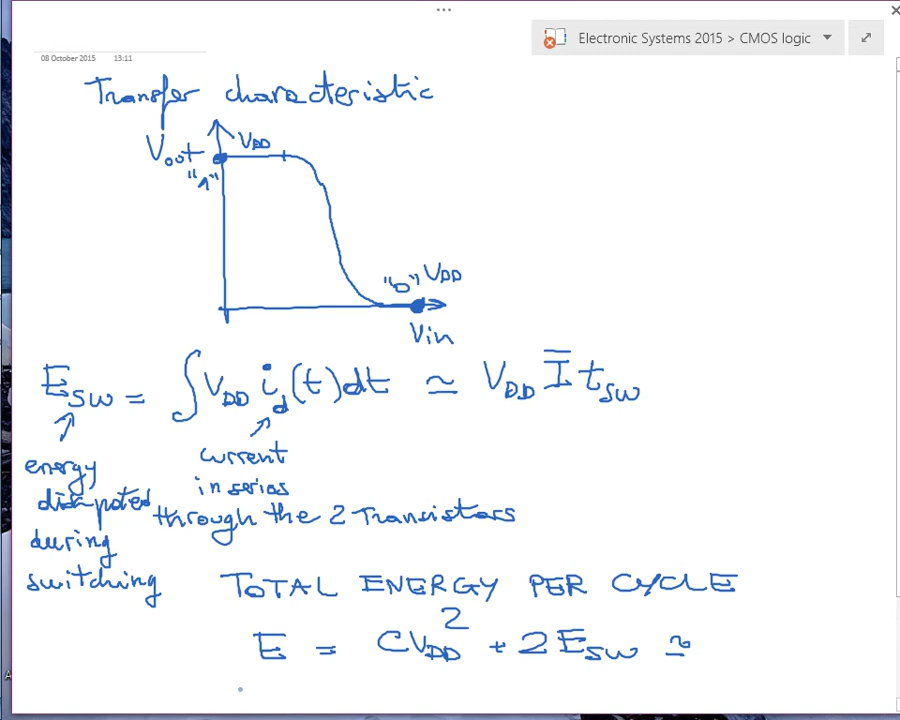 ...
Electronic Systems 2015 > CMOS logic
08 October 2015 13:11
Transfer characteristic
Vout
VDD
"1"
"0" VDD
Vin
ESW = ∫VDD id(t)dt ≃ VDD Ī tSW
energy
dissipated
during
switching
current
in series
through the 2 Transistors
TOTAL ENERGY PER CYCLE
E = CVDD² + 2ESW ≃